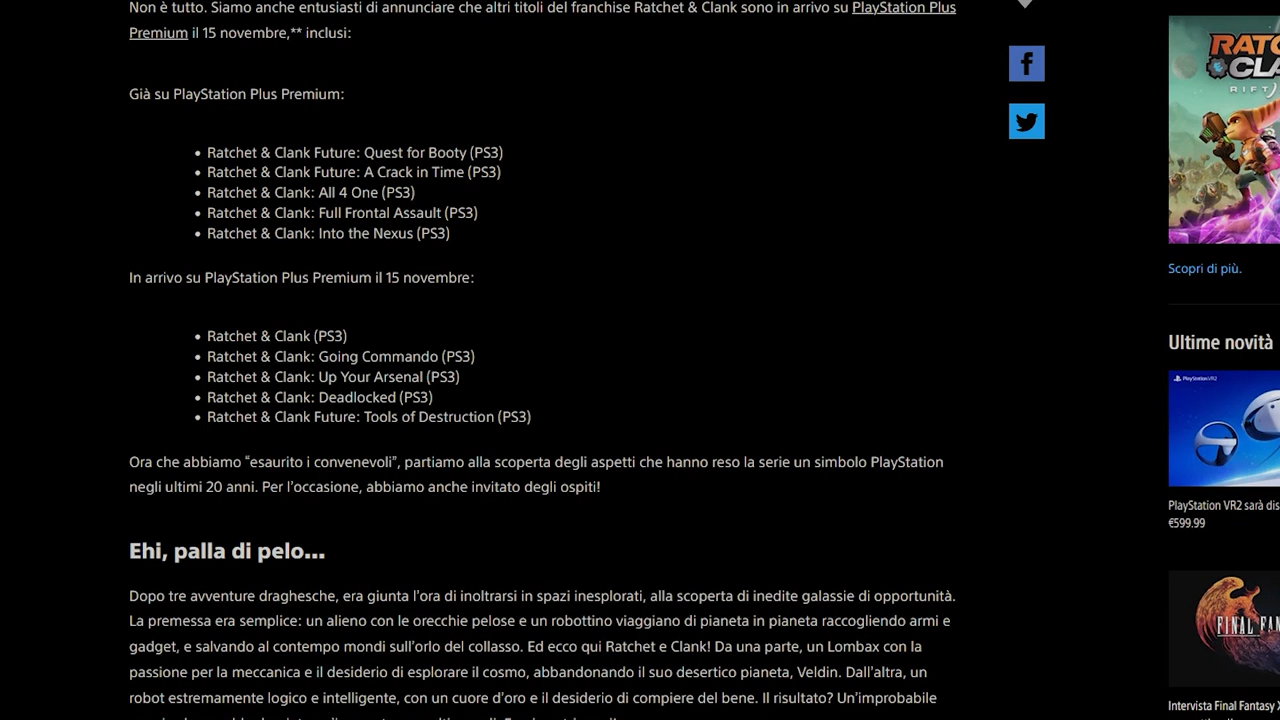 Non è tutto. Siamo anche entusiasti di annunciare che altri titoli del franchise Ratchet & Clank sono in arrivo su PlayStation Plus
Premium il 15 novembre,** inclusi:
Già su PlayStation Plus Premium:
• Ratchet & Clank Future: Quest for Booty (PS3)
• Ratchet & Clank Future: A Crack in Time (PS3)
• Ratchet & Clank: All 4 One (PS3)
• Ratchet & Clank: Full Frontal Assault (PS3)
• Ratchet & Clank: Into the Nexus (PS3)
In arrivo su PlayStation Plus Premium il 15 novembre:
• Ratchet & Clank (PS3)
• Ratchet & Clank: Going Commando (PS3)
• Ratchet & Clank: Up Your Arsenal (PS3)
• Ratchet & Clank: Deadlocked (PS3)
• Ratchet & Clank Future: Tools of Destruction (PS3)
Ora che abbiamo “esaurito i convenevoli”, partiamo alla scoperta degli aspetti che hanno reso la serie un simbolo PlayStation
negli ultimi 20 anni. Per l’occasione, abbiamo anche invitato degli ospiti!
Ehi, palla di pelo...
Dopo tre avventure draghesche, era giunta l’ora di inoltrarsi in spazi inesplorati, alla scoperta di inedite galassie di opportunità.
La premessa era semplice: un alieno con le orecchie pelose e un robottino viaggiano di pianeta in pianeta raccogliendo armi e
gadget, e salvando al contempo mondi sull’orlo del collasso. Ed ecco qui Ratchet e Clank! Da una parte, un Lombax con la
passione per la meccanica e il desiderio di esplorare il cosmo, abbandonando il suo desertico pianeta, Veldin. Dall’altra, un
robot estremamente logico e intelligente, con un cuore d’oro e il desiderio di compiere del bene. Il risultato? Un’improbabile
RATC
CLA
RIFT
Scopri di più.
Ultime novità
PlayStation VR2
PlayStation VR2 sarà dis
€599.99
FINAL FAN
Intervista Final Fantasy X